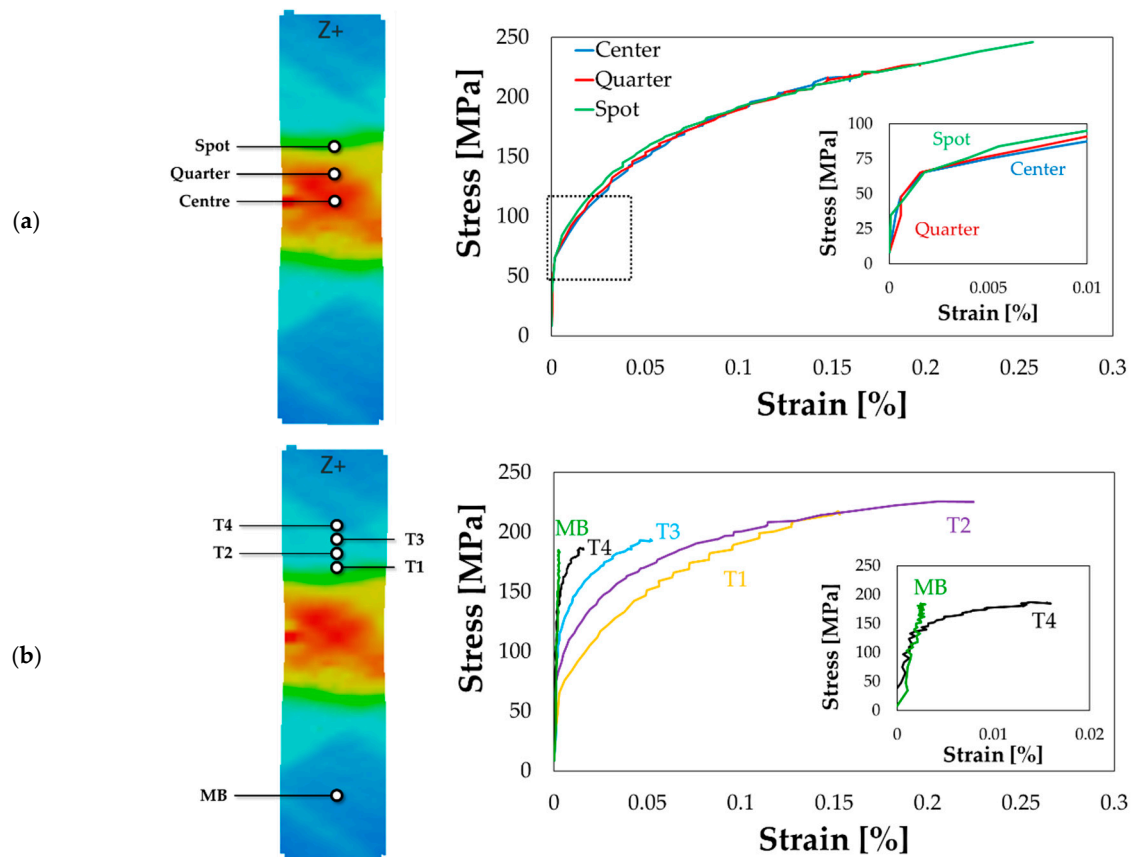 (a)
Z+
Spot
Quarter
Centre
Stress [MPa]
250
200
150
100
50
0
Center
Quarter
Spot
Stress [MPa]
100
75
50
25
0
Spot
Center
Quarter
0
0.005
0.01
Strain [%]
0
0.05
0.1
0.15
0.2
0.25
0.3
Strain [%]
(b)
Z+
T4
T3
T2
T1
MB
Stress [MPa]
250
200
150
100
50
0
MB
T4
T3
T2
T1
Stress [MPa]
250
200
150
100
50
0
MB
T4
0
0.01
0.02
Strain [%]
0
0.05
0.1
0.15
0.2
0.25
0.3
Strain [%]